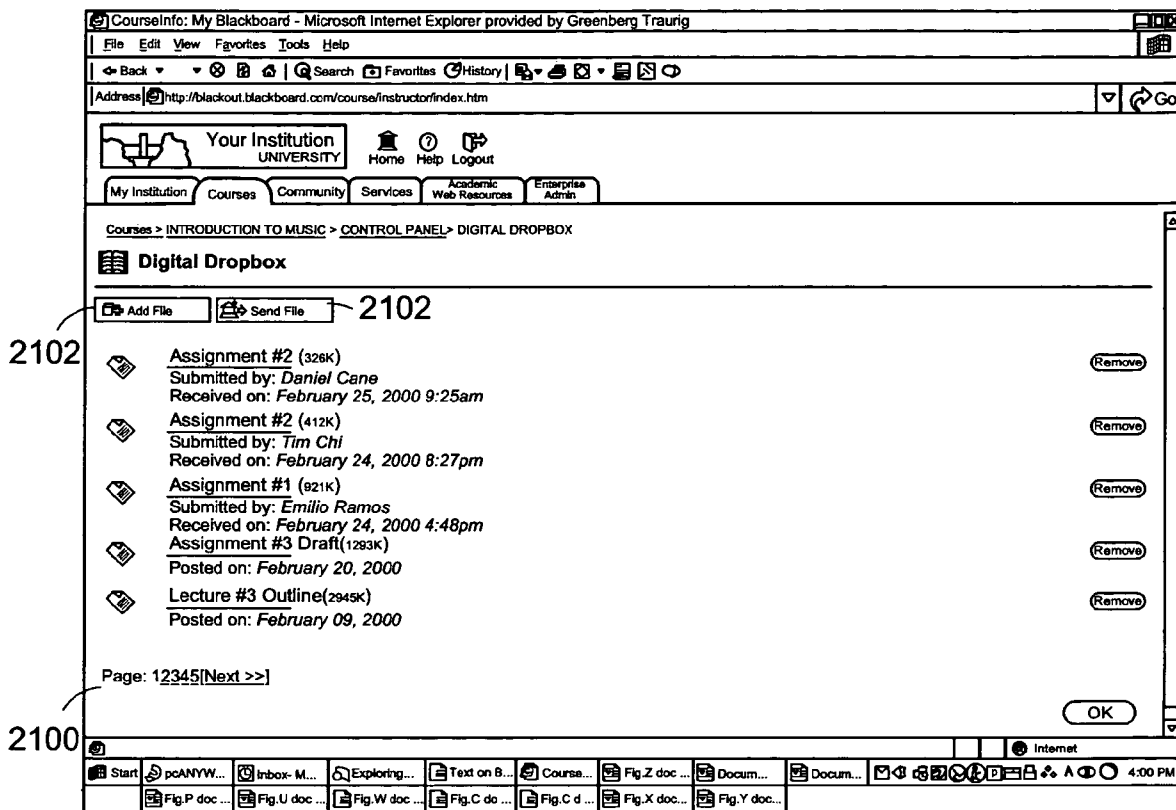 CourseInfo: My Blackboard - Microsoft Internet Explorer provided by Greenberg Traurig
File Edit View Favorites Tools Help
Back Search Favorites History
Address http://blackout.blackboard.com/course/instructor/index.htm Go
Your Institution
UNIVERSITY
Home Help Logout
My Institution Courses Community Services Academic Web Resources Enterprise Admin
Courses > INTRODUCTION TO MUSIC > CONTROL PANEL> DIGITAL DROPBOX
Digital Dropbox
Add File Send File 2102
2102
Assignment #2 (326K) Remove
Submitted by: Daniel Cane
Received on: February 25, 2000 9:25am
Assignment #2 (412K) Remove
Submitted by: Tim Chi
Received on: February 24, 2000 8:27pm
Assignment #1 (921K) Remove
Submitted by: Emilio Ramos
Received on: February 24, 2000 4:48pm
Assignment #3 Draft(1293K) Remove
Posted on: February 20, 2000
Lecture #3 Outline(2945K) Remove
Posted on: February 09, 2000
Page: 12345[Next >>]
OK
2100
Internet
Start pcANYW... Inbox- M... Exploring... Text on B... Course... Fig.Z doc ... Docum... Docum... 4:00 PM
Fig.P doc ... Fig.U doc ... Fig.W doc ... Fig.C do ... Fig.C d ... Fig.X doc... Fig.Y doc...